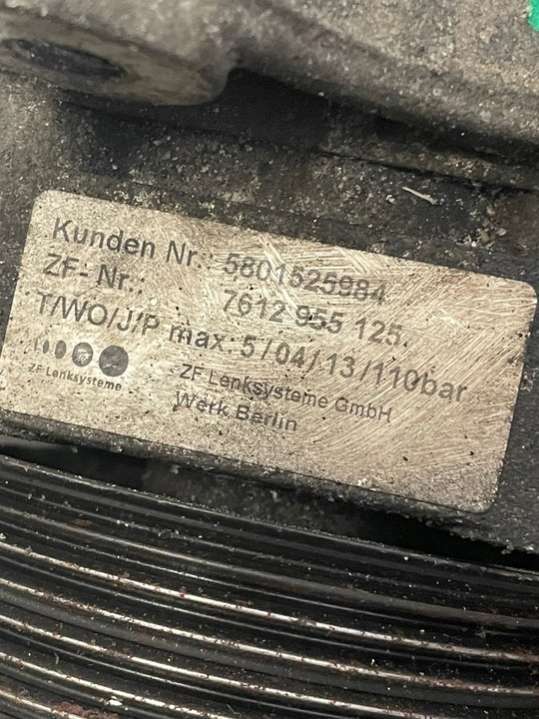 Kunden Nr.: 5801525984
ZF- Nr.: 7612 955 125.
T/WO/J/P max: 5/04/13/110bar
ZF Lenksysteme
ZF Lenksysteme GmbH
Werk Berlin